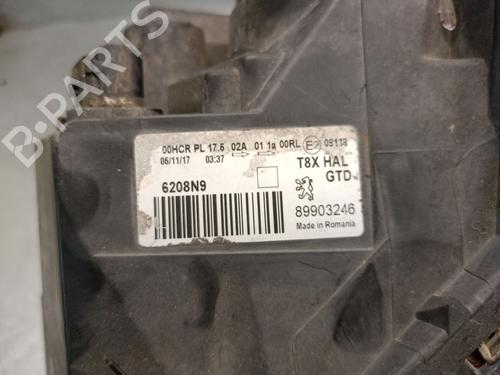 00HCR PL 17.6 02A 01 1a 00RL E2
06/11/17 03:37
T8X HAL
GTD
6208N9
89903246
Made in Romania
B-PARTS